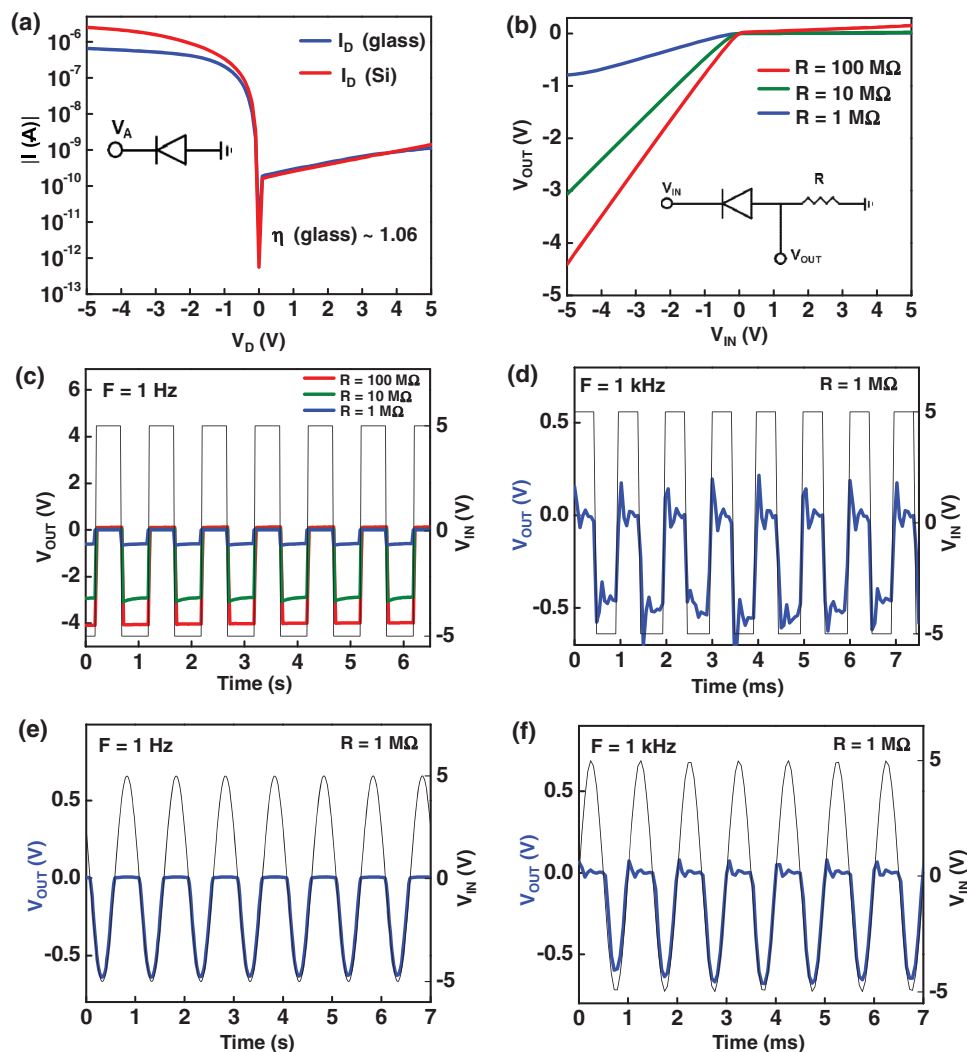 (a)
10⁻⁶
10⁻⁷
10⁻⁸
10⁻⁹
10⁻¹⁰
10⁻¹¹
10⁻¹²
10⁻¹³
|I (A)|
I_D (glass)
I_D (Si)
V_A
η (glass) ~ 1.06
-5 -4 -3 -2 -1 0 1 2 3 4 5
V_D (V)
(b)
0
-1
-2
-3
-4
-5
V_OUT (V)
R = 100 MΩ
R = 10 MΩ
R = 1 MΩ
V_IN
R
V_OUT
-5 -4 -3 -2 -1 0 1 2 3 4 5
V_IN (V)
(c)
F = 1 Hz
R = 100 MΩ
R = 10 MΩ
R = 1 MΩ
6
4
2
0
-2
-4
V_OUT (V)
5
0
-5
V_IN (V)
0 1 2 3 4 5 6
Time (s)
(d)
F = 1 kHz
R = 1 MΩ
0.5
0.0
-0.5
V_OUT (V)
5
0
-5
V_IN (V)
0 1 2 3 4 5 6 7
Time (ms)
(e)
F = 1 Hz
R = 1 MΩ
0.5
0.0
-0.5
V_OUT (V)
5
0
-5
V_IN (V)
0 1 2 3 4 5 6 7
Time (s)
(f)
F = 1 kHz
R = 1 MΩ
0.5
0.0
-0.5
V_OUT (V)
5
0
-5
V_IN (V)
0 1 2 3 4 5 6 7
Time (ms)